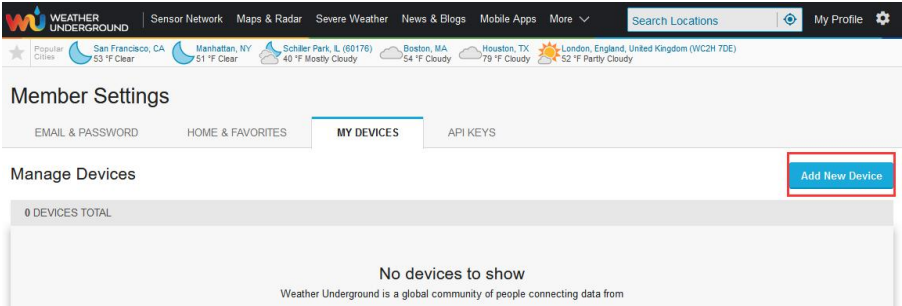 WEATHER UNDERGROUND Sensor Network Maps & Radar Severe Weather News & Blogs Mobile Apps More Search Locations My Profile
Popular Cities San Francisco, CA 53 °F Clear Manhattan, NY 51 °F Clear Schiller Park, IL (60176) 40 °F Mostly Cloudy Boston, MA 54 °F Cloudy Houston, TX 79 °F Cloudy London, England, United Kingdom (WC2H 7DE) 52 °F Partly Cloudy
Member Settings
EMAIL & PASSWORD HOME & FAVORITES MY DEVICES API KEYS
Manage Devices Add New Device
0 DEVICES TOTAL
No devices to show
Weather Underground is a global community of people connecting data from